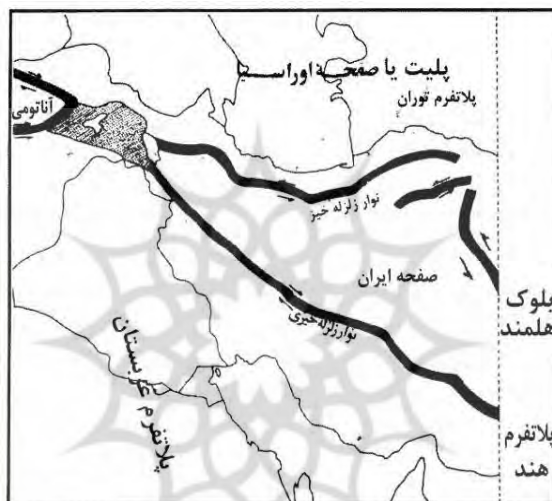 پلیت یا صفحه اوراسیا
پلاتفرم توران
آناتومی
نوار زلزله خیز
صفحه ایران
نوار زلزله خیزی
بلوک
هلمند
پلاتفرم عربستان
پلاتفرم
هند